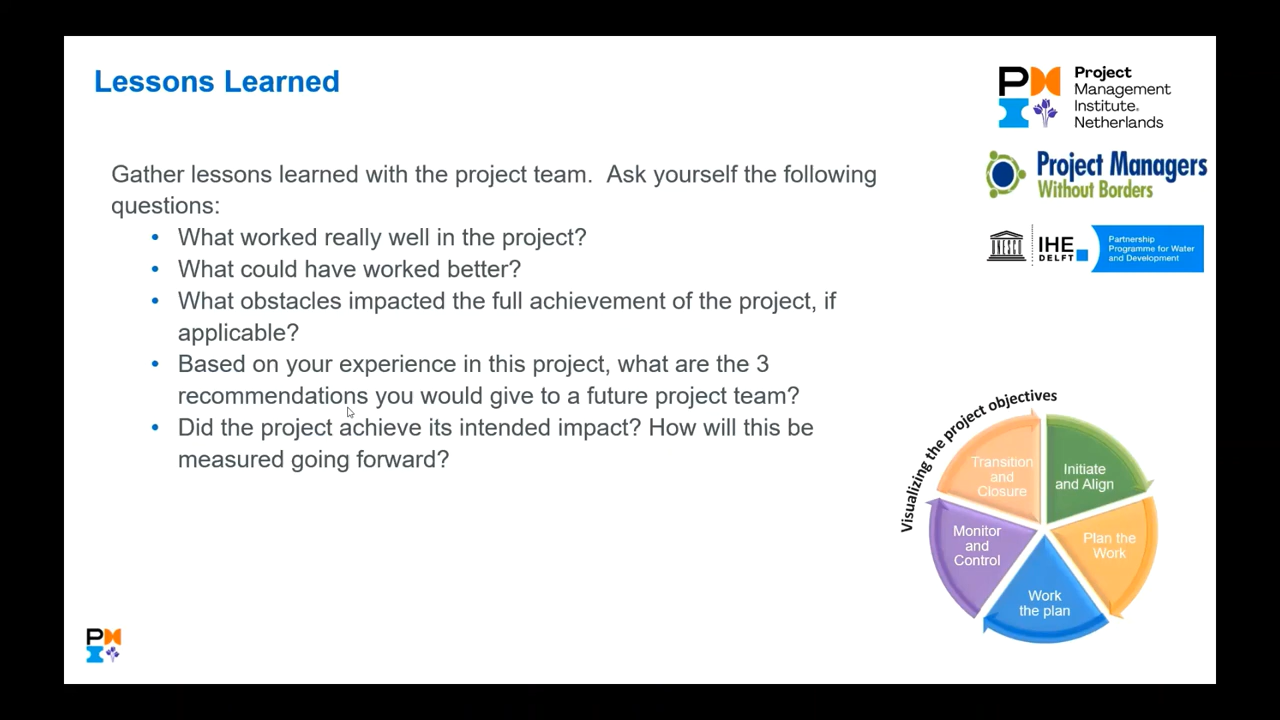 Lessons Learned
Project
Management
Institute.
Netherlands
Gather lessons learned with the project team.  Ask yourself the following
questions:
• What worked really well in the project?
• What could have worked better?
• What obstacles impacted the full achievement of the project, if
applicable?
• Based on your experience in this project, what are the 3
recommendations you would give to a future project team?
• Did the project achieve its intended impact? How will this be
measured going forward?
Project Managers
Without Borders
IHE
DELFT
Partnership
Programme for Water
and Development
Visualizing the project objectives
Transition
and
Closure
Initiate
and Align
Monitor
and
Control
Plan the
Work
Work
the plan